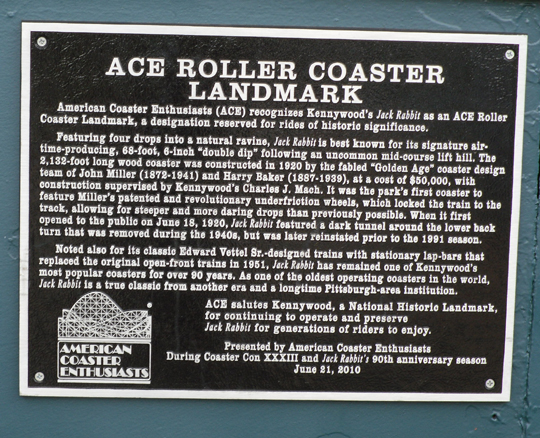 ACE ROLLER COASTER
LANDMARK
American Coaster Enthusiasts (ACE) recognizes Kennywood's Jack Rabbit as an ACE Roller
Coaster Landmark, a designation reserved for rides of historic significance.
Featuring four drops into a natural ravine, Jack Rabbit is best known for its signature air-
time-producing, 68-foot, 6-inch "double dip" following an uncommon mid-course lift hill. The
2,132-foot long wood coaster was constructed in 1920 by the fabled "Golden Age" coaster design
team of John Miller (1872-1941) and Harry Baker (1887-1939), at a cost of $50,000, with
construction supervised by Kennywood's Charles J. Mach. It was the park's first coaster to
feature Miller's patented and revolutionary underfriction wheels, which locked the train to the
track, allowing for steeper and more daring drops than previously possible. When it first
opened to the public on June 18, 1920, Jack Rabbit featured a dark tunnel around the lower back
turn that was removed during the 1940s, but was later reinstated prior to the 1991 season.
Noted also for its classic Edward Vettel Sr.-designed trains with stationary lap-bars that
replaced the original open-front trains in 1951, Jack Rabbit has remained one of Kennywood's
most popular coasters for over 90 years. As one of the oldest operating coasters in the world,
Jack Rabbit is a true classic from another era and a longtime Pittsburgh-area institution.
ACE salutes Kennywood, a National Historic Landmark,
for continuing to operate and preserve
Jack Rabbit for generations of riders to enjoy.
Presented by American Coaster Enthusiasts
During Coaster Con XXXIII and Jack Rabbit's 90th anniversary season
June 21, 2010
AMERICAN
COASTER
ENTHUSIASTS